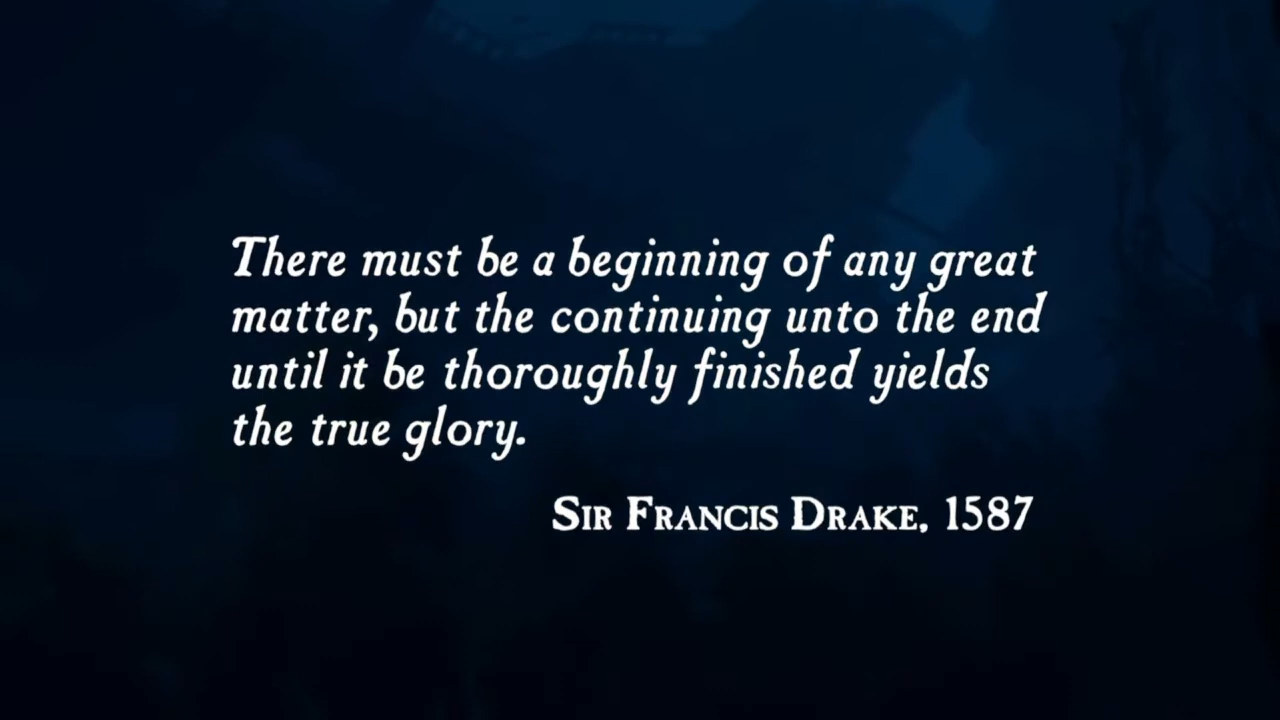 There must be a beginning of any great
matter, but the continuing unto the end
until it be thoroughly finished yields
the true glory.
Sir Francis Drake, 1587